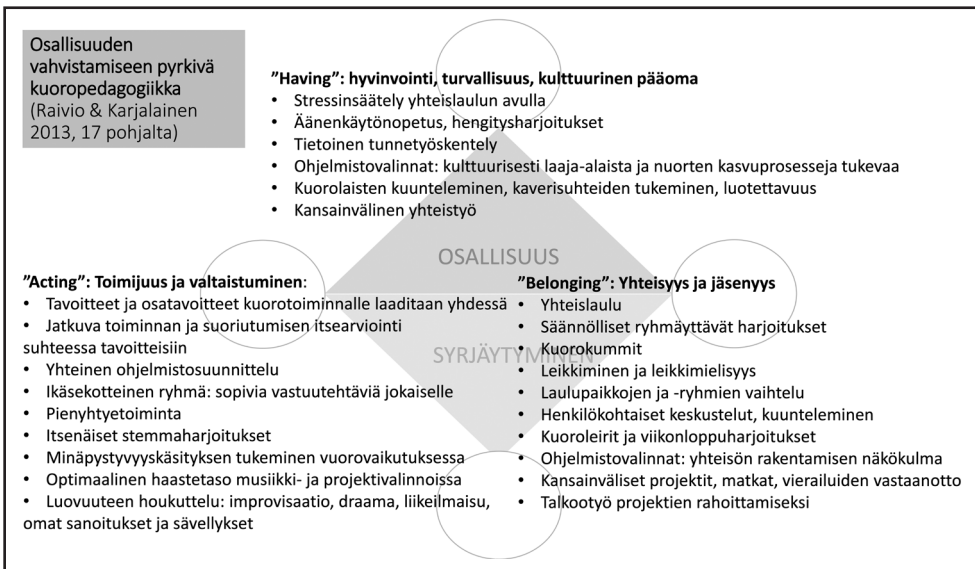 Osallisuuden
vahvistamiseen pyrkivä
kuoropedagogiikka
(Raivio & Karjalainen
2013, 17 pohjalta)
”Having”: hyvinvointi, turvallisuus, kulttuurinen pääoma
• Stressinsäätely yhteislaulun avulla
• Äänenkäytönopetus, hengitysharjoitukset
• Tietoinen tunnetyöskentely
• Ohjelmistovalinnat: kulttuurisesti laaja-alaista ja nuorten kasvuprosesseja tukevaa
• Kuorolaisten kuunteleminen, kaverisuhteiden tukeminen, luotettavuus
• Kansainvälinen yhteistyö
OSALLISUUS
SYRJÄYTYMINEN
”Acting”: Toimijuus ja valtaistuminen:
• Tavoitteet ja osatavoitteet kuorotoiminnalle laaditaan yhdessä
• Jatkuva toiminnan ja suoriutumisen itsearviointi
suhteessa tavoitteisiin
• Yhteinen ohjelmistosuunnittelu
• Ikäsekotteinen ryhmä: sopivia vastuutehtäviä jokaiselle
• Pienyhtyetoiminta
• Itsenäiset stemmaharjoitukset
• Minäpystyvyyskäsityksen tukeminen vuorovaikutuksessa
• Optimaalinen haastetaso musiikki- ja projektivalinnoissa
• Luovuuteen houkuttelu: improvisaatio, draama, liikeilmaisu,
omat sanoitukset ja sävellykset
”Belonging”: Yhteisyys ja jäsenyys
• Yhteislaulu
• Säännölliset ryhmäyttävät harjoitukset
• Kuorokummit
• Leikkiminen ja leikkimielisyys
• Laulupaikkojen ja -ryhmien vaihtelu
• Henkilökohtaiset keskustelut, kuunteleminen
• Kuoroleirit ja viikonloppuharjoitukset
• Ohjelmistovalinnat: yhteisön rakentamisen näkökulma
• Kansainväliset projektit, matkat, vierailuiden vastaanotto
• Talkootyö projektien rahoittamiseksi